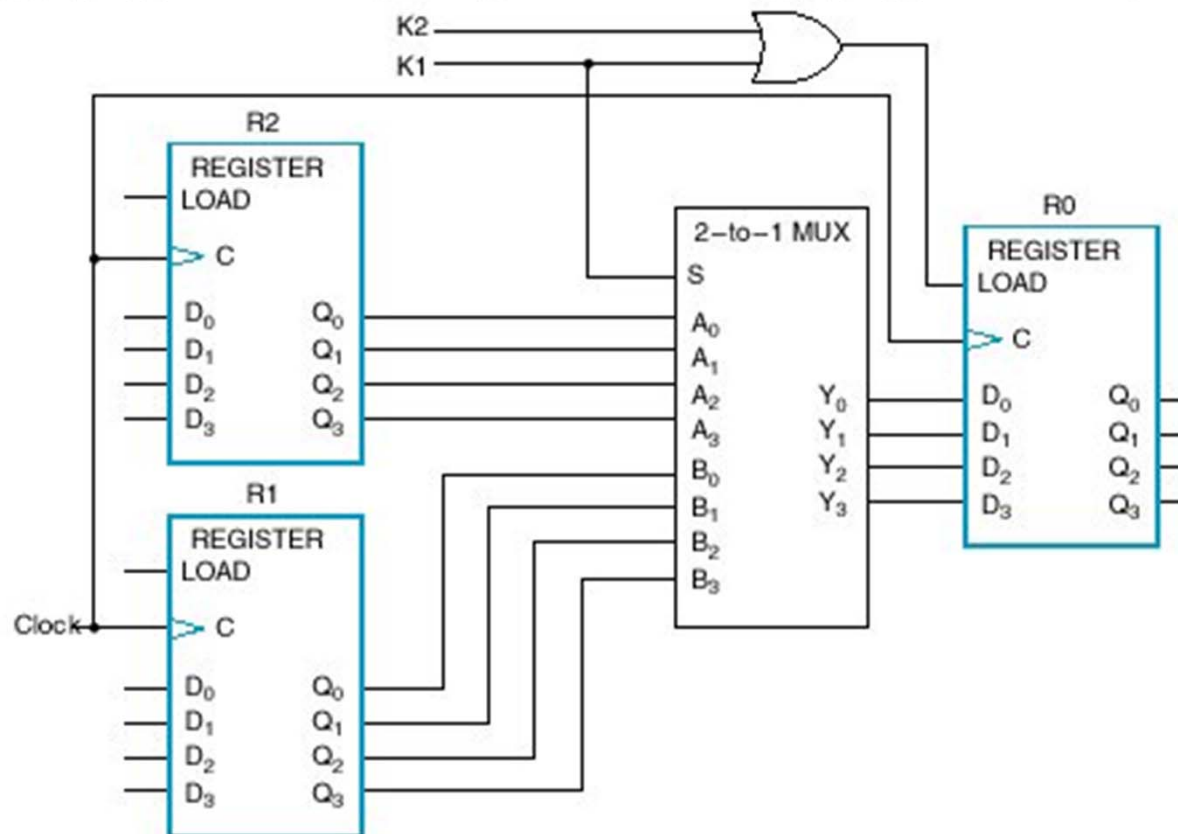 K2
K1
R2
REGISTER
LOAD
C
D₀ Q₀
D₁ Q₁
D₂ Q₂
D₃ Q₃
R1
REGISTER
LOAD
Clock
C
D₀ Q₀
D₁ Q₁
D₂ Q₂
D₃ Q₃
2–to–1 MUX
S
A₀
A₁
A₂ Y₀
A₃ Y₁
B₀ Y₂
B₁ Y₃
B₂
B₃
R0
REGISTER
LOAD
C
D₀ Q₀
D₁ Q₁
D₂ Q₂
D₃ Q₃